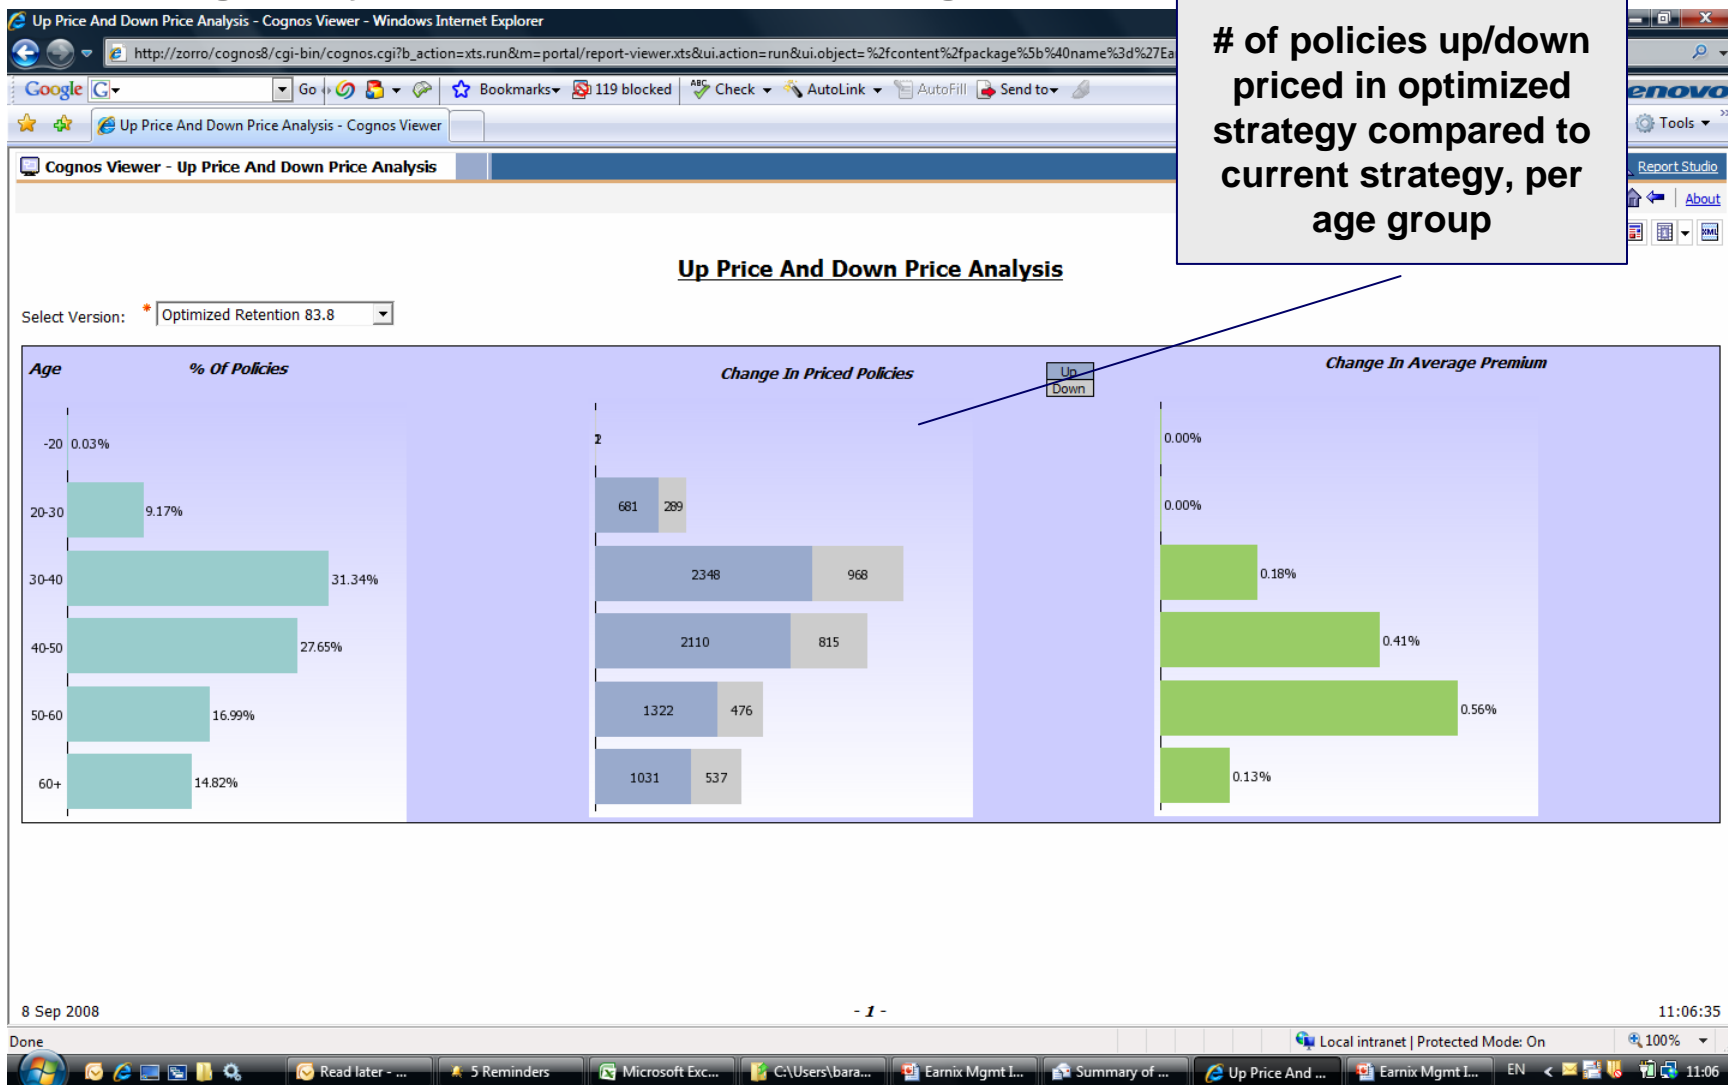 Up Price And Down Price Analysis - Cognos Viewer - Windows Internet Explorer
# of policies up/down
priced in optimized
strategy compared to
current strategy, per
age group
http://zorro/cognos8/cgi-bin/cognos.cgi?b_action=xts.run&m=portal/report-viewer.xts&ui.action=run&ui.object=%2fcontent%2fpackage%5b%40name%3d%27Ea
Google G Go Bookmarks 119 blocked ABC Check AutoLink AutoFill Send to
enovo
Up Price And Down Price Analysis - Cognos Viewer
Tools
Cognos Viewer - Up Price And Down Price Analysis
Report Studio
About
XML
Up Price And Down Price Analysis
Select Version: * Optimized Retention 83.8
Age % Of Policies Change In Priced Policies Up Change In Average Premium
Down
-20 0.03% 0.00%
20-30 9.17% 681 289 0.00%
30-40 31.34% 2348 968 0.18%
40-50 27.65% 2110 815 0.41%
50-60 16.99% 1322 476 0.56%
60+ 14.82% 1031 537 0.13%
8 Sep 2008 - 1 - 11:06:35
Done Local intranet | Protected Mode: On 100%
Read later - ... 5 Reminders Microsoft Exc... C:\Users\bara... Earnix Mgmt I... Summary of ... Up Price And ... Earnix Mgmt I... EN 11:06